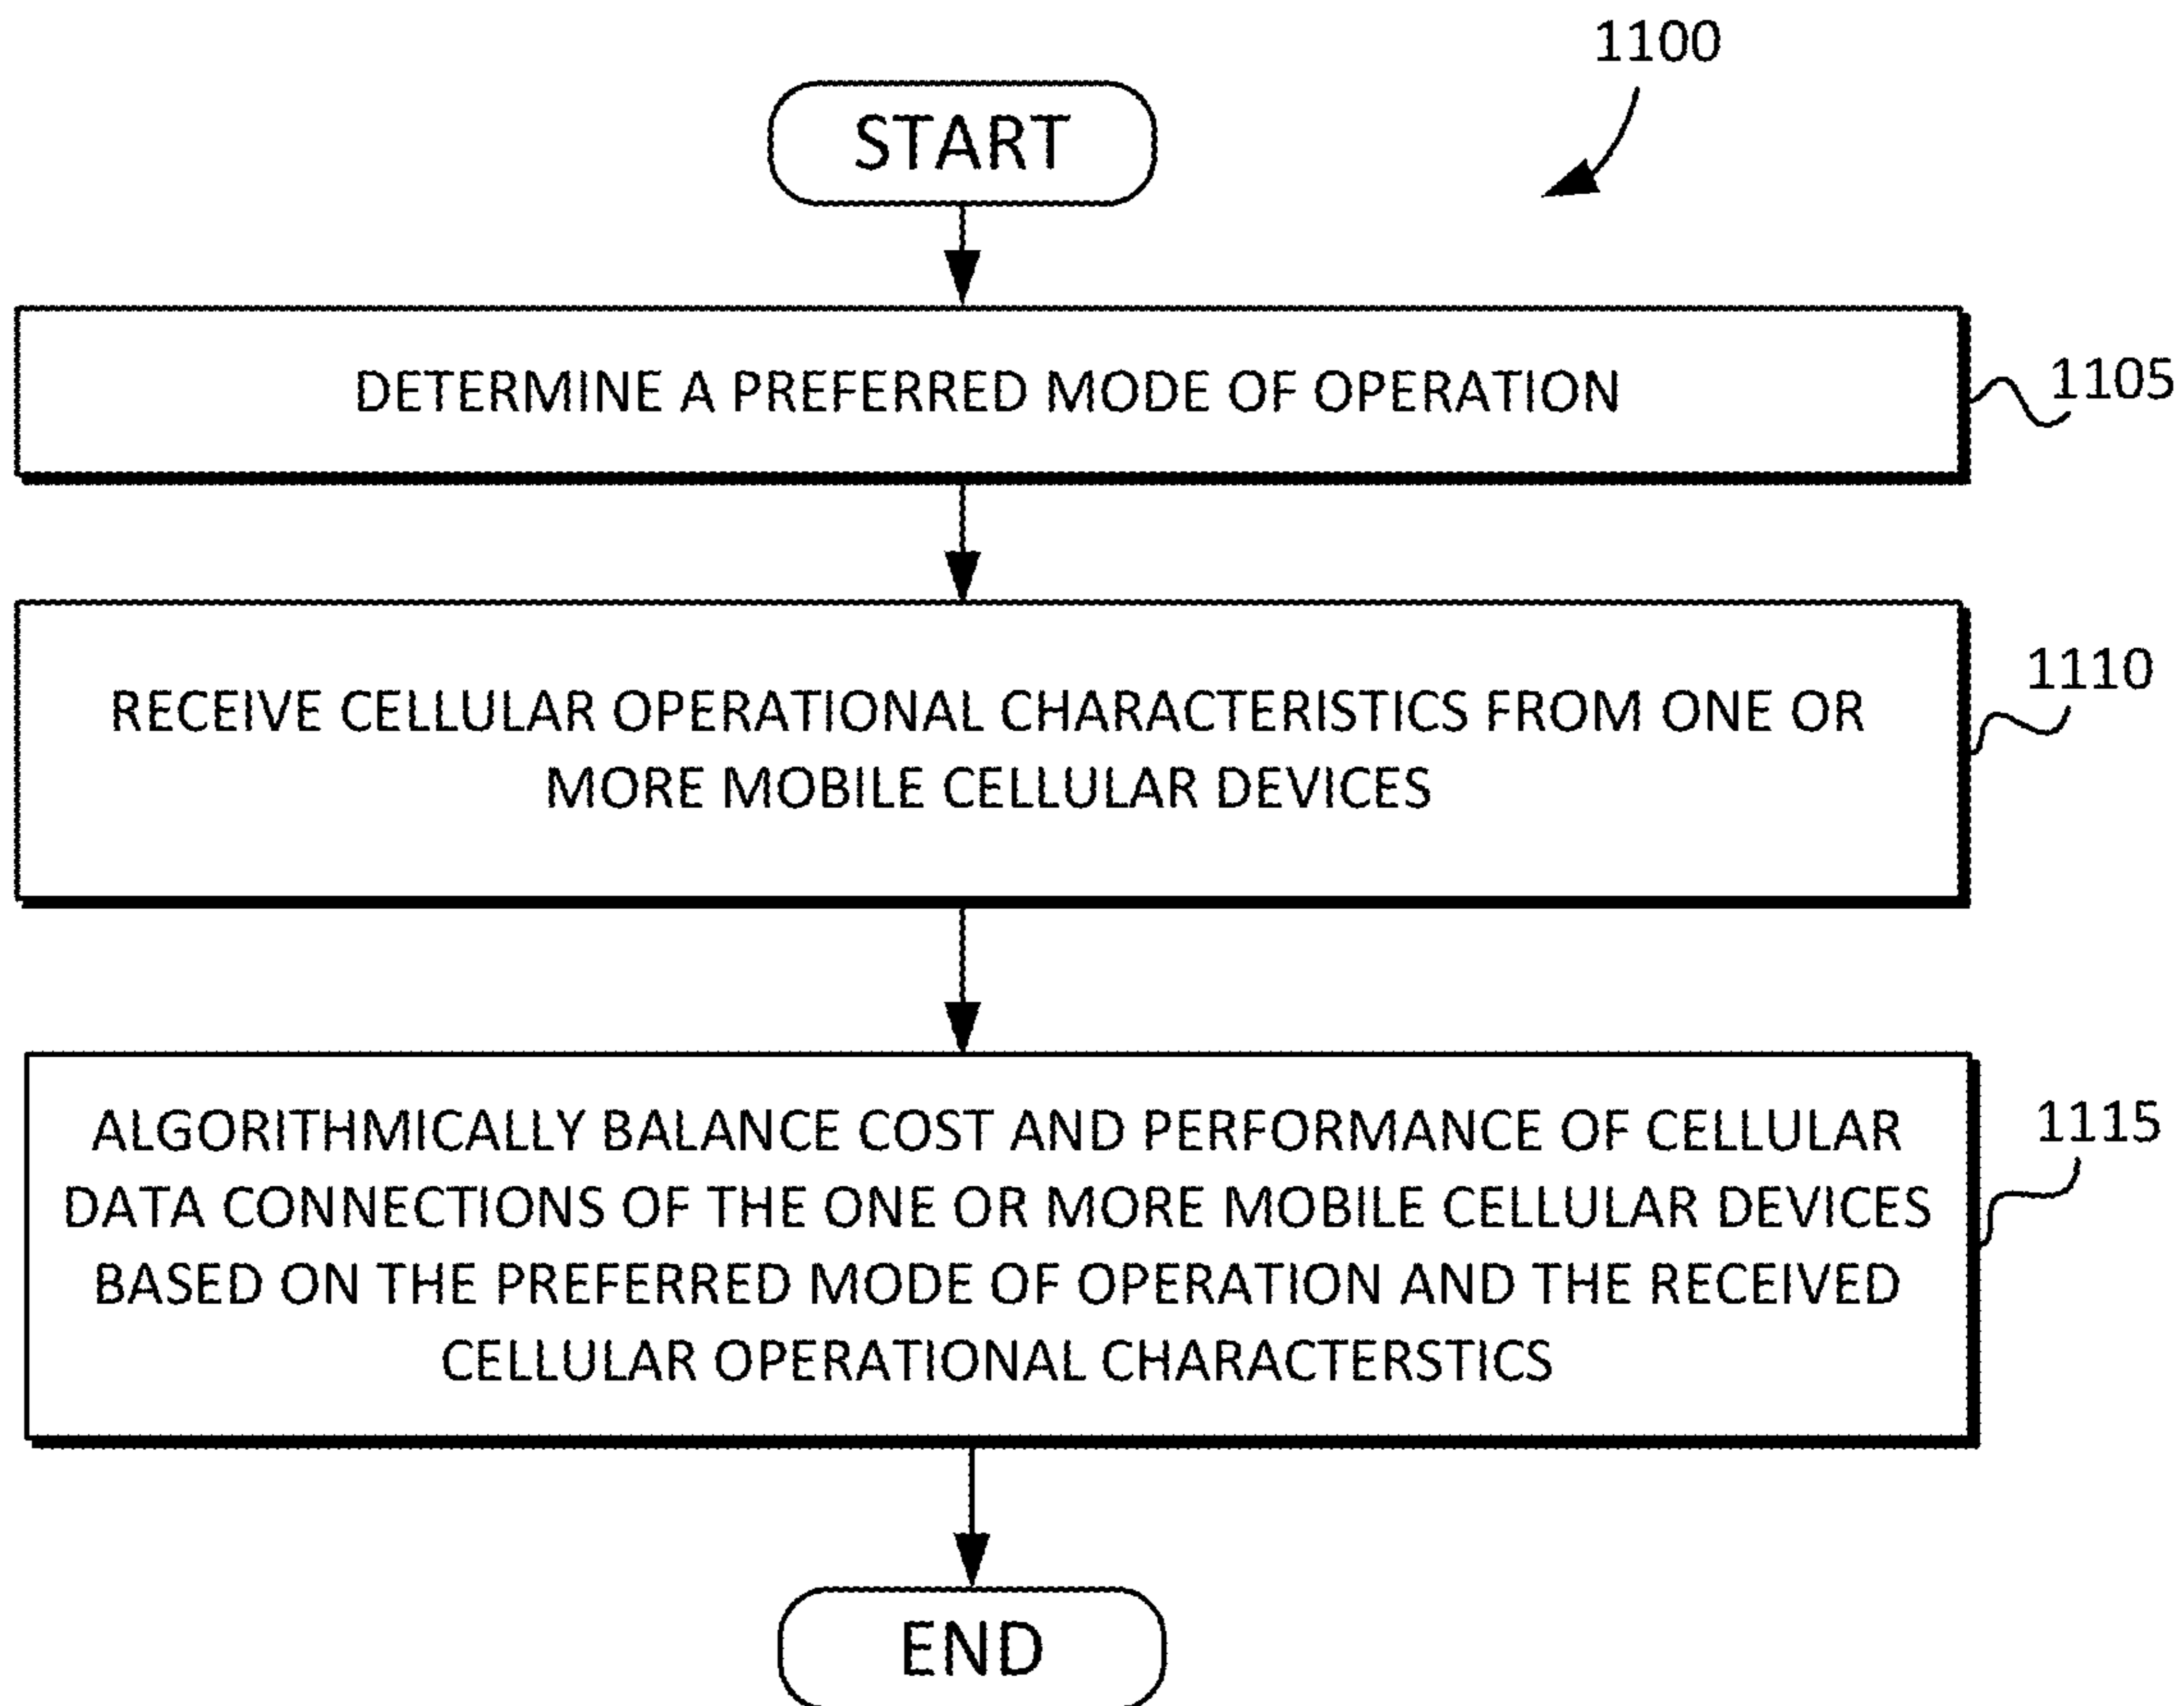 1100
START
DETERMINE A PREFERRED MODE OF OPERATION
1105
RECEIVE CELLULAR OPERATIONAL CHARACTERISTICS FROM ONE OR
MORE MOBILE CELLULAR DEVICES
1110
ALGORITHMICALLY BALANCE COST AND PERFORMANCE OF CELLULAR
DATA CONNECTIONS OF THE ONE OR MORE MOBILE CELLULAR DEVICES
BASED ON THE PREFERRED MODE OF OPERATION AND THE RECEIVED
CELLULAR OPERATIONAL CHARACTERSTICS
1115
END